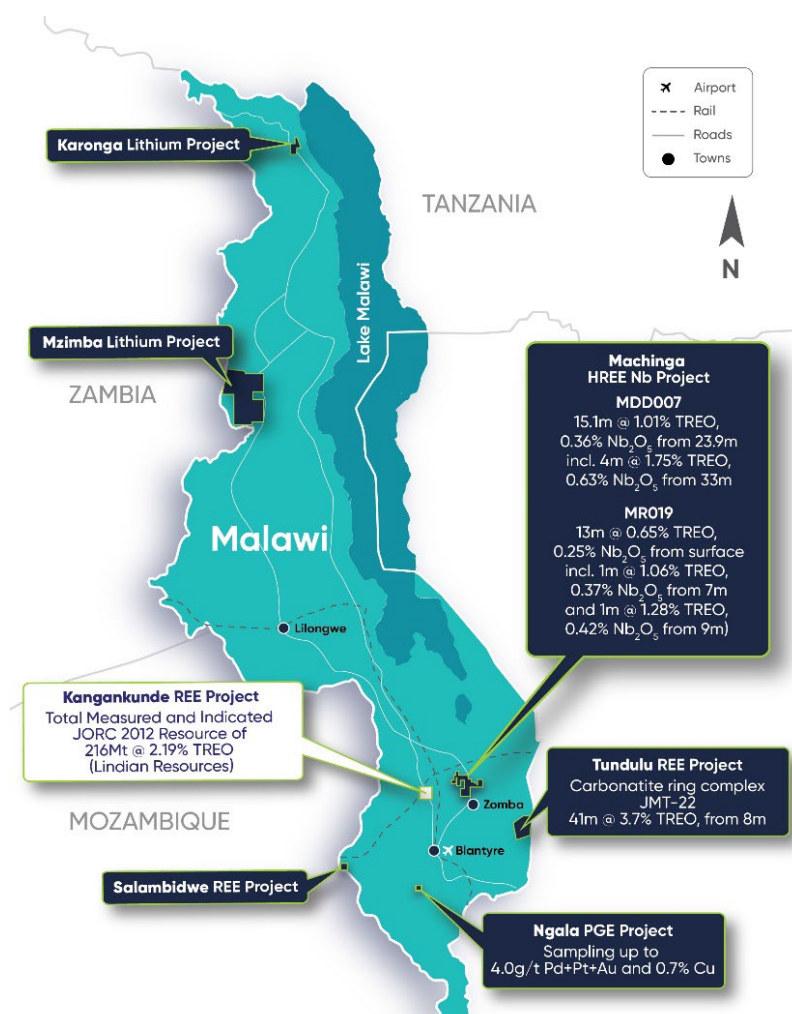 Airport
Rail
Roads
Towns
N
Karonga Lithium Project
TANZANIA
Lake Malawi
Mzimba Lithium Project
ZAMBIA
Machinga
HREE Nb Project
MDD007
15.1m @ 1.01% TREO,
0.36% Nb₂O₅ from 23.9m
incl. 4m @ 1.75% TREO,
0.63% Nb₂O₅ from 33m
MR019
13m @ 0.65% TREO,
0.25% Nb₂O₅ from surface
incl. 1m @ 1.06% TREO,
0.37% Nb₂O₅ from 7m
and 1m @ 1.28% TREO,
0.42% Nb₂O₅ from 9m)
Malawi
Lilongwe
Kangankunde REE Project
Total Measured and Indicated
JORC 2012 Resource of
216Mt @ 2.19% TREO
(Lindian Resources)
Tundulu REE Project
Carbonatite ring complex
JMT-22
41m @ 3.7% TREO, from 8m
Zomba
MOZAMBIQUE
Blantyre
Salambidwe REE Project
Ngala PGE Project
Sampling up to
4.0g/t Pd+Pt+Au and 0.7% Cu